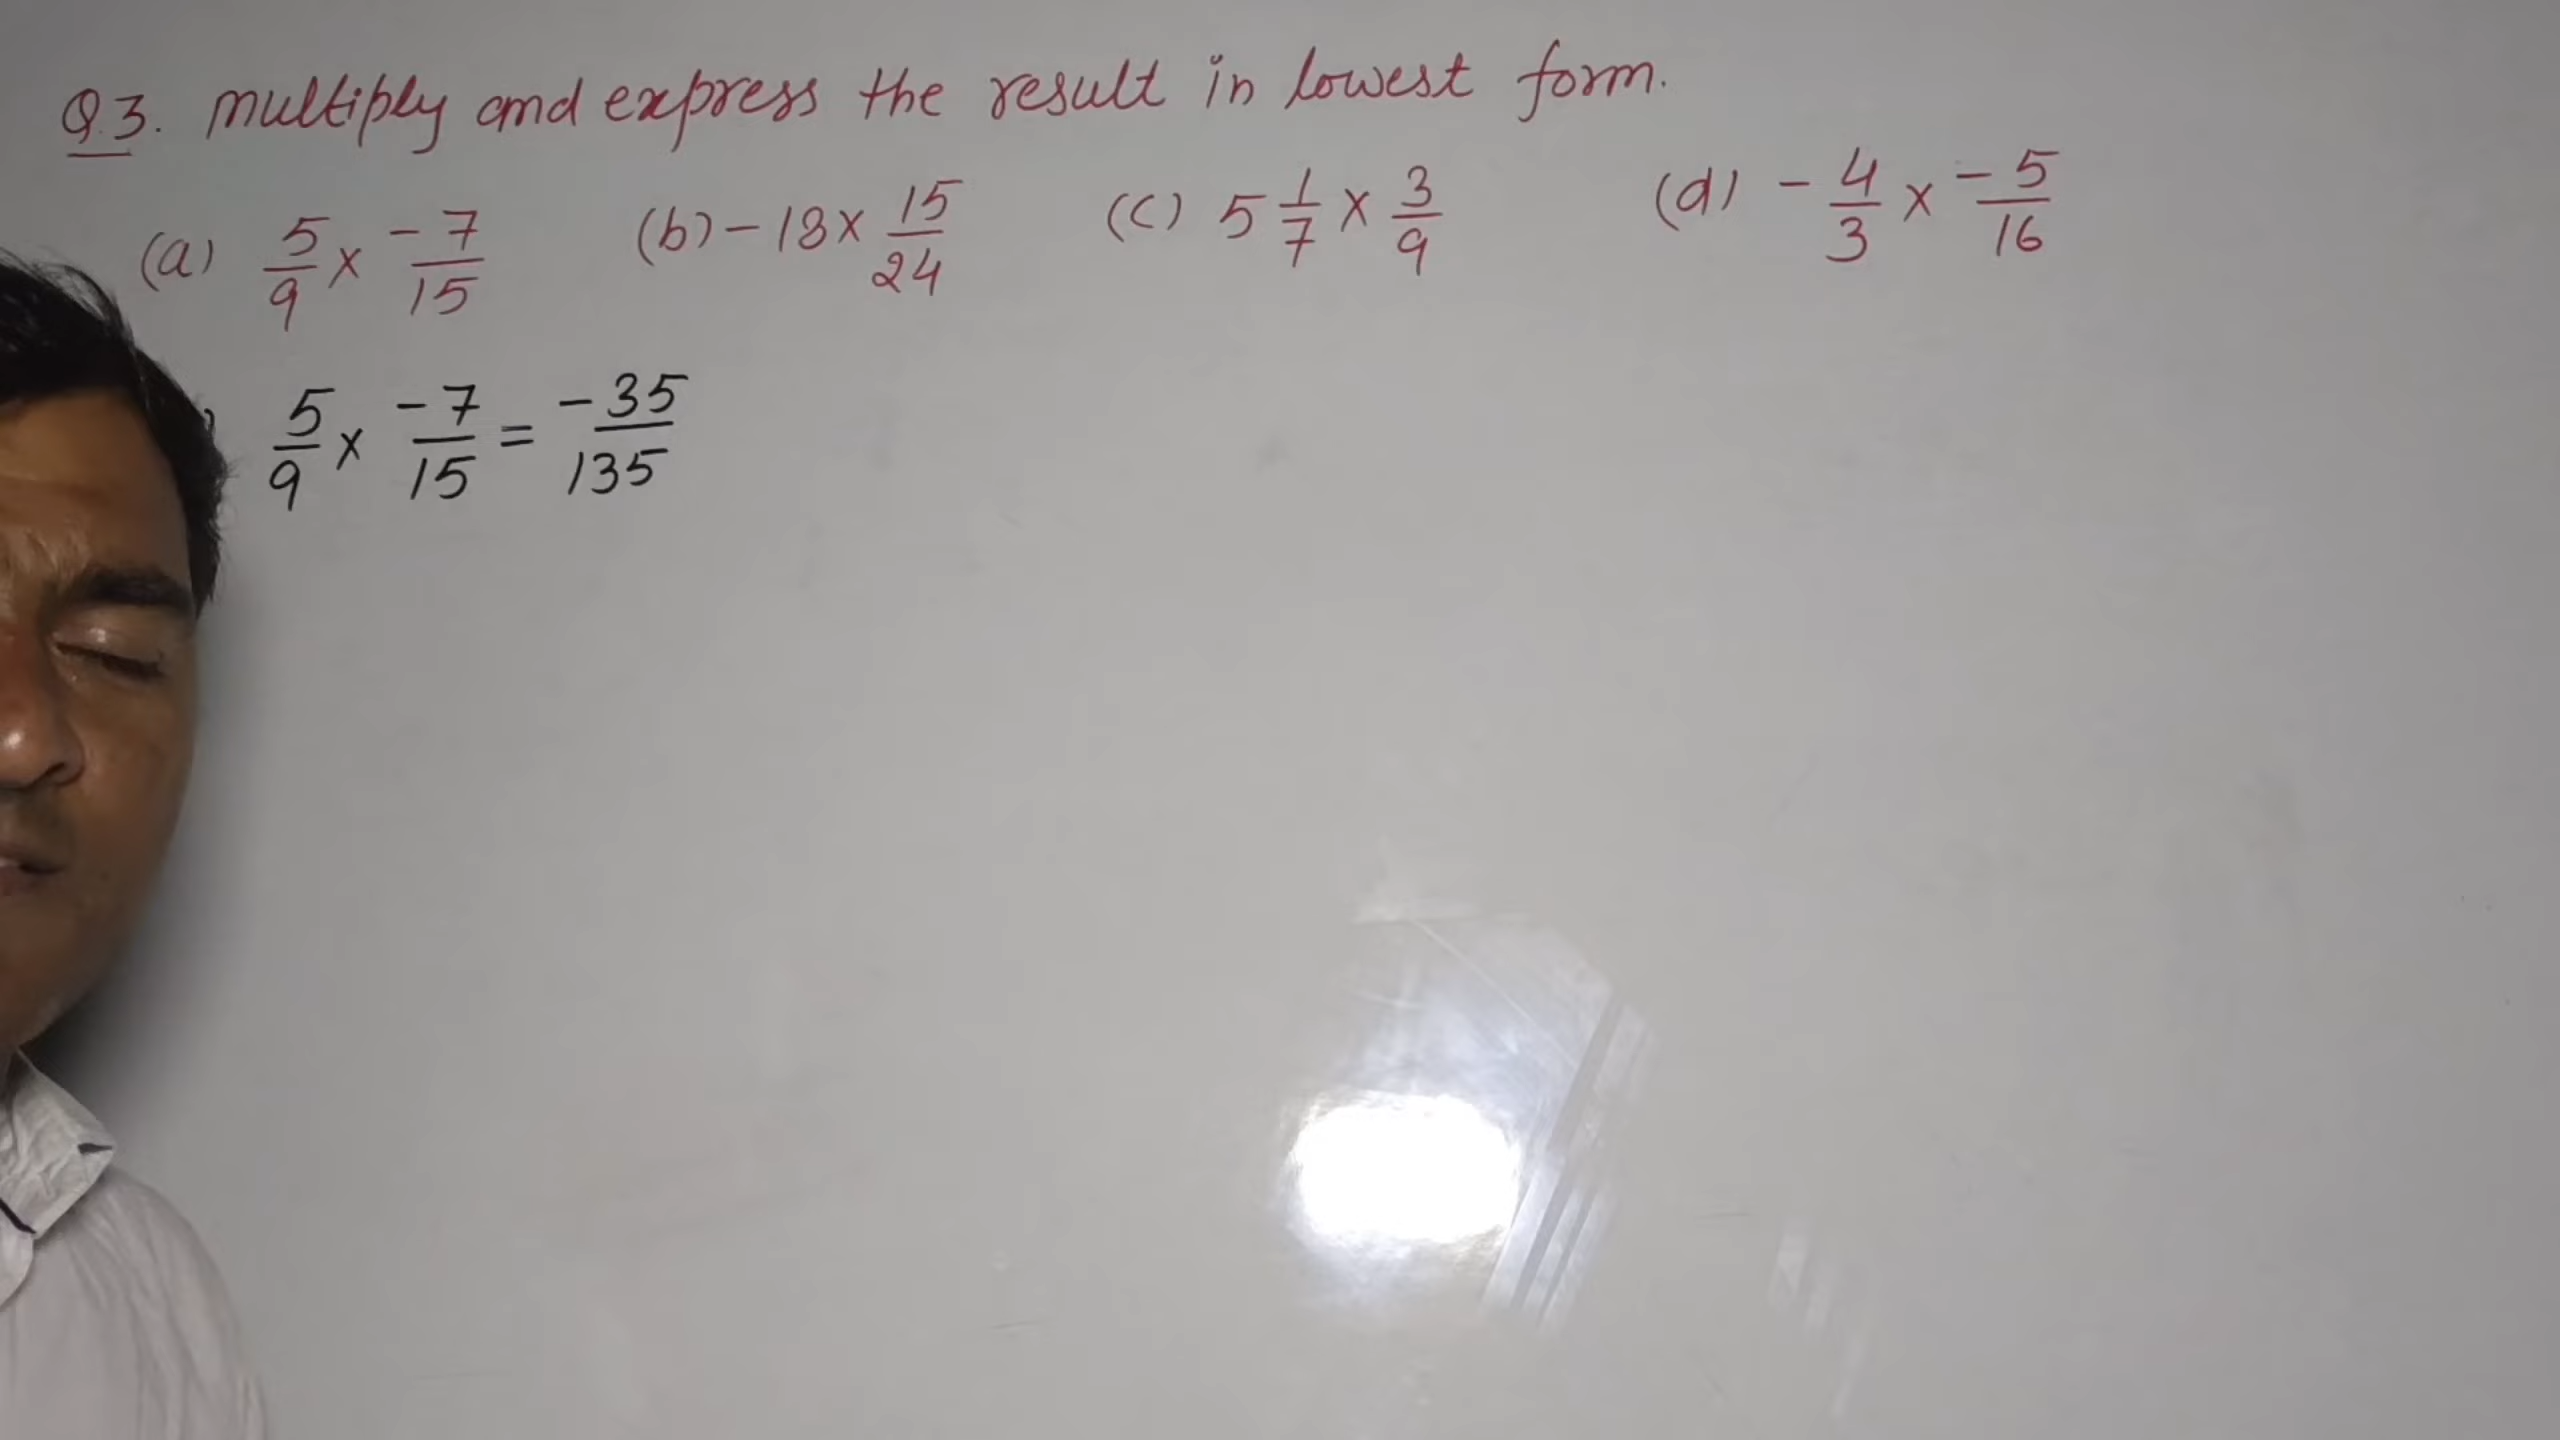 Q.3. multiply and express the result in lowest form.
(a) 5/9 × -7/15 (b) -18 × 15/24 (c) 5 1/7 × 3/9 (d) -4/3 × -5/16
) 5/9 × -7/15 = -35/135